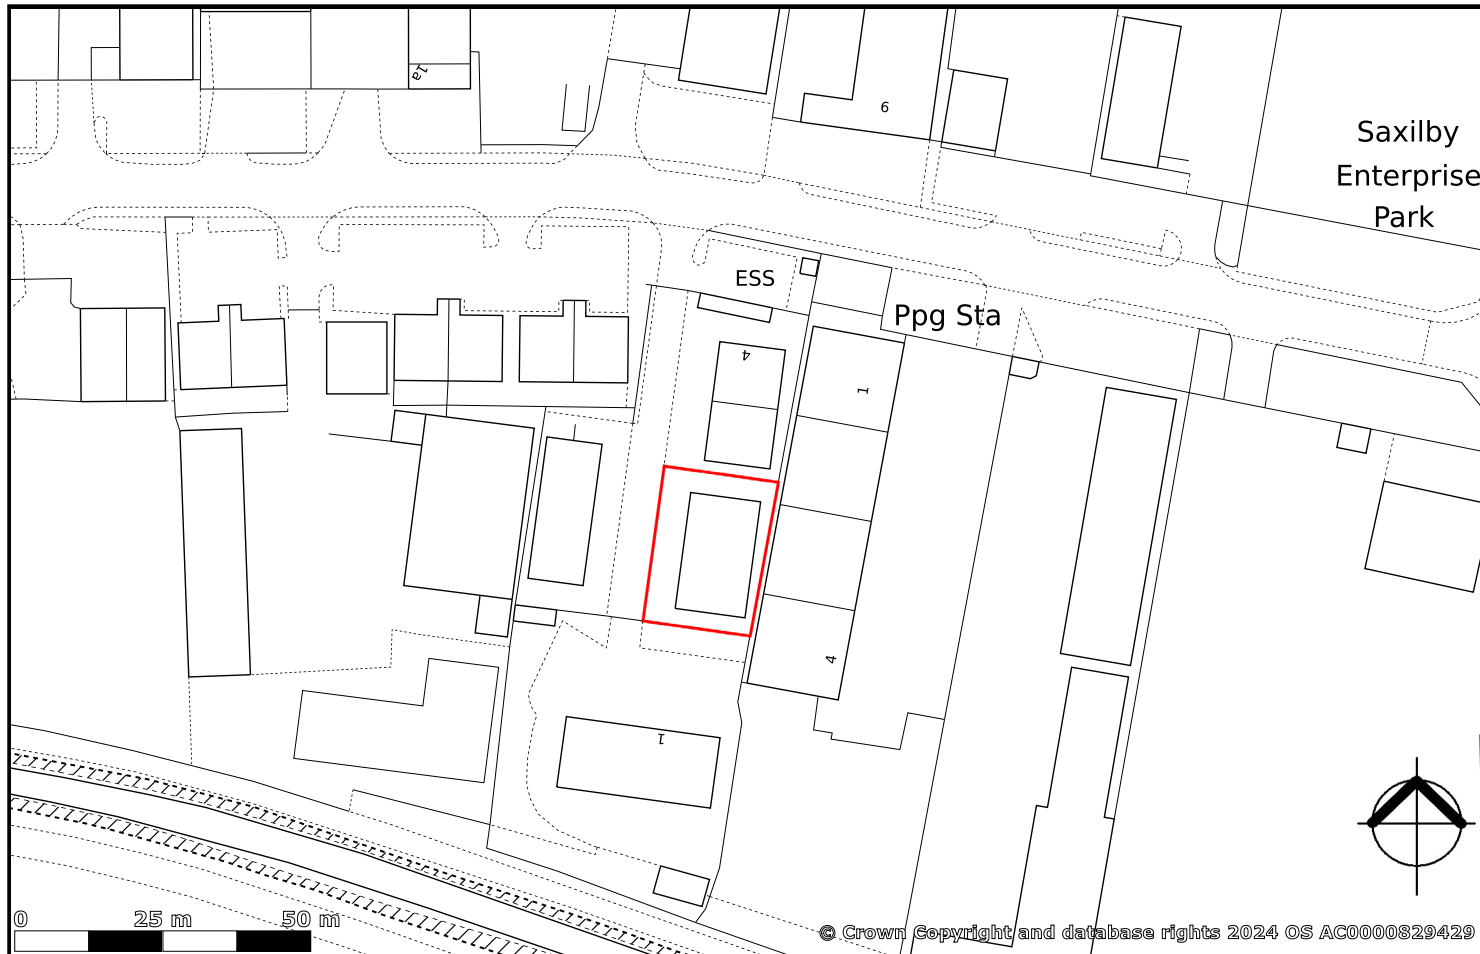 1a
6
Saxilby
Enterprise
Park
ESS
Ppg Sta
4
1
4
1
0 25 m 50 m
© Crown Copyright and database rights 2024 OS AC0000829429